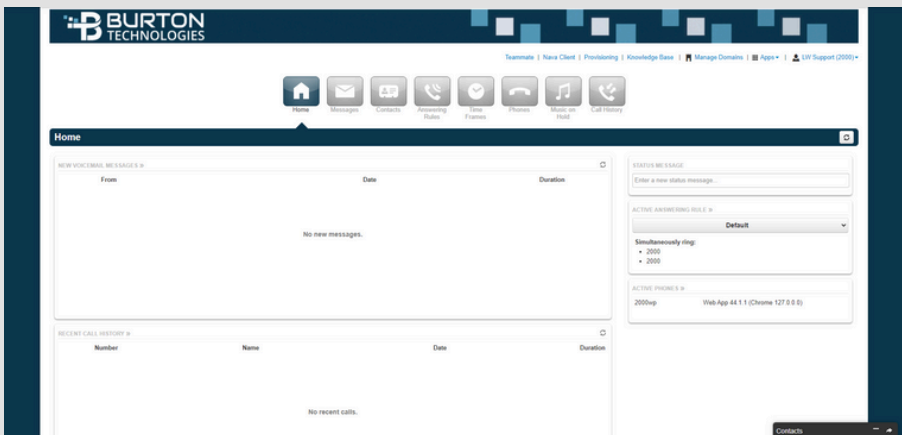 BURTON
TECHNOLOGIES
Teammate | Nava Client | Provisioning | Knowledge Base | Manage Domains | Apps | LW Support (2000)
Home Messages Contacts Answering Rules Time Frames Phones Music on Hold Call History
Home
NEW VOICEMAIL MESSAGES »
From Date Duration
No new messages.
STATUS MESSAGE
Enter a new status message...
ACTIVE ANSWERING RULE »
Default
Simultaneously ring:
• 2000
• 2000
ACTIVE PHONES »
2000wp Web App 44.1.1 (Chrome 127.0.0.0)
RECENT CALL HISTORY »
Number Name Date Duration
No recent calls.
Contacts